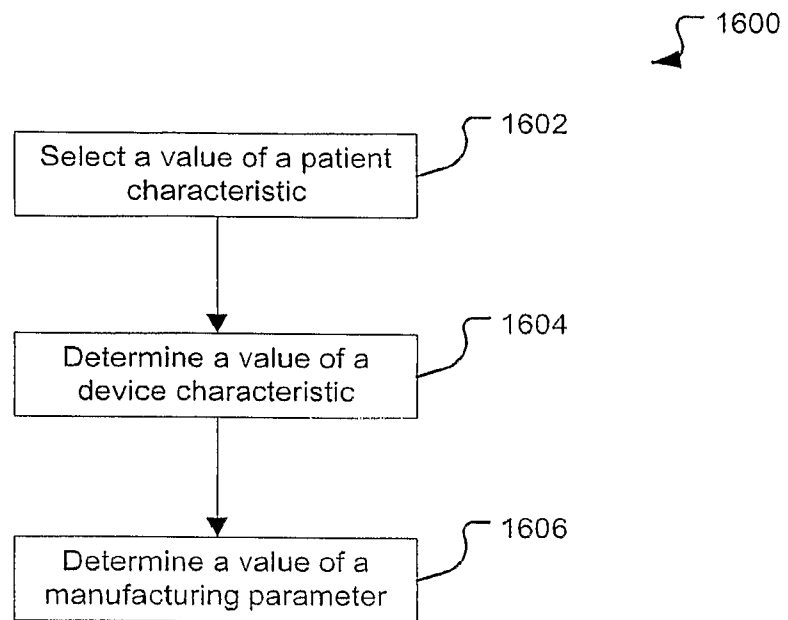 1600
1602
Select a value of a patient
characteristic
1604
Determine a value of a
device characteristic
1606
Determine a value of a
manufacturing parameter